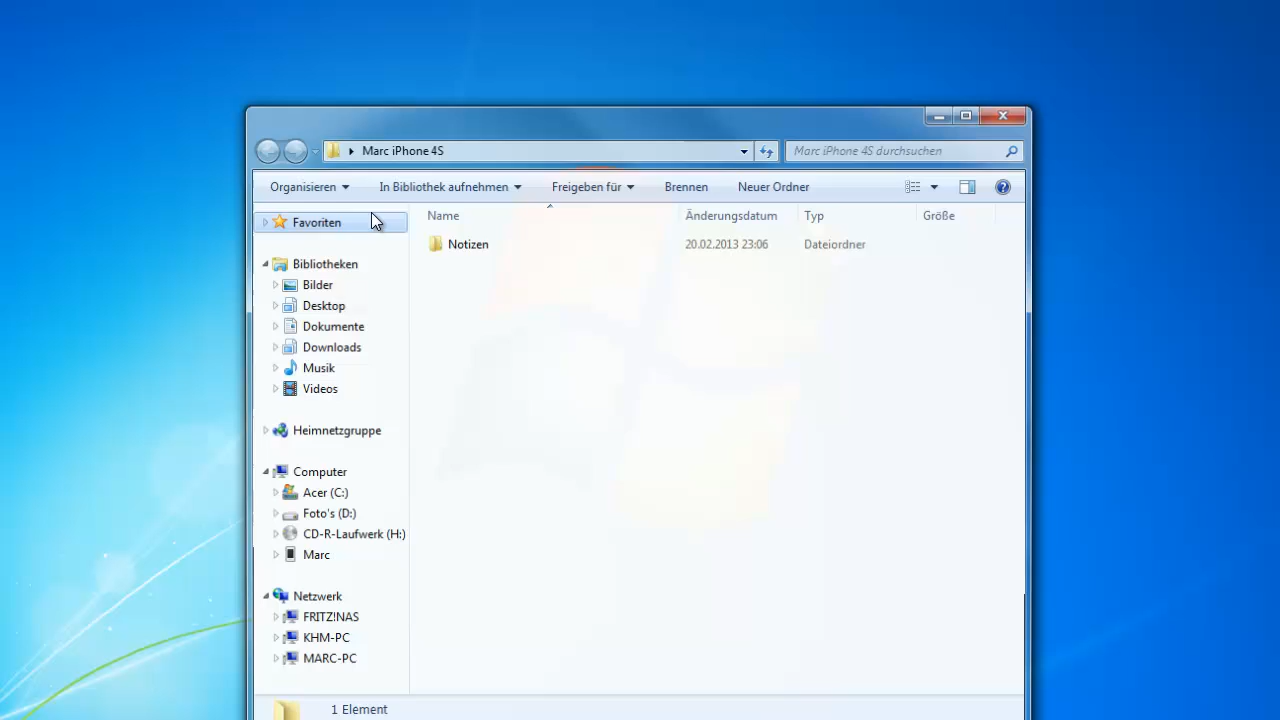 Marc iPhone 4S
Marc iPhone 4S durchsuchen
Organisieren In Bibliothek aufnehmen Freigeben für Brennen Neuer Ordner
Name Änderungsdatum Typ Größe
Notizen 20.02.2013 23:06 Dateiordner
Favoriten
Bibliotheken
Bilder
Desktop
Dokumente
Downloads
Musik
Videos
Heimnetzgruppe
Computer
Acer (C:)
Foto's (D:)
CD-R-Laufwerk (H:)
Marc
Netzwerk
FRITZ!NAS
KHM-PC
MARC-PC
1 Element